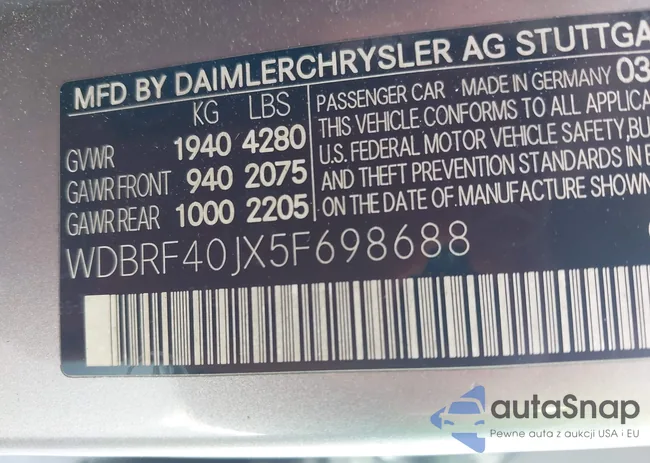 MFD BY DAIMLERCHRYSLER AG STUTTGA
KG LBS
GVWR 1940 4280
GAWR FRONT 940 2075
GAWR REAR 1000 2205
PASSENGER CAR - MADE IN GERMANY 03
THIS VEHICLE CONFORMS TO ALL APPLICA
U.S. FEDERAL MOTOR VEHICLE SAFETY, BU
AND THEFT PREVENTION STANDARDS IN E
ON THE DATE OF MANUFACTURE SHOWN
WDBRF40JX5F698688
autaSnap
Pewne auta z aukcji USA i EU